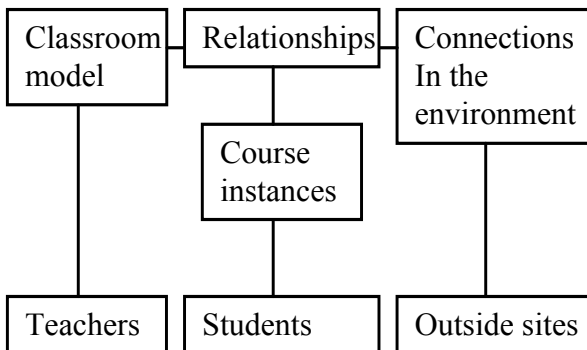 Classroom
model
Relationships
Connections
In the
environment
Course
instances
Teachers
Students
Outside sites